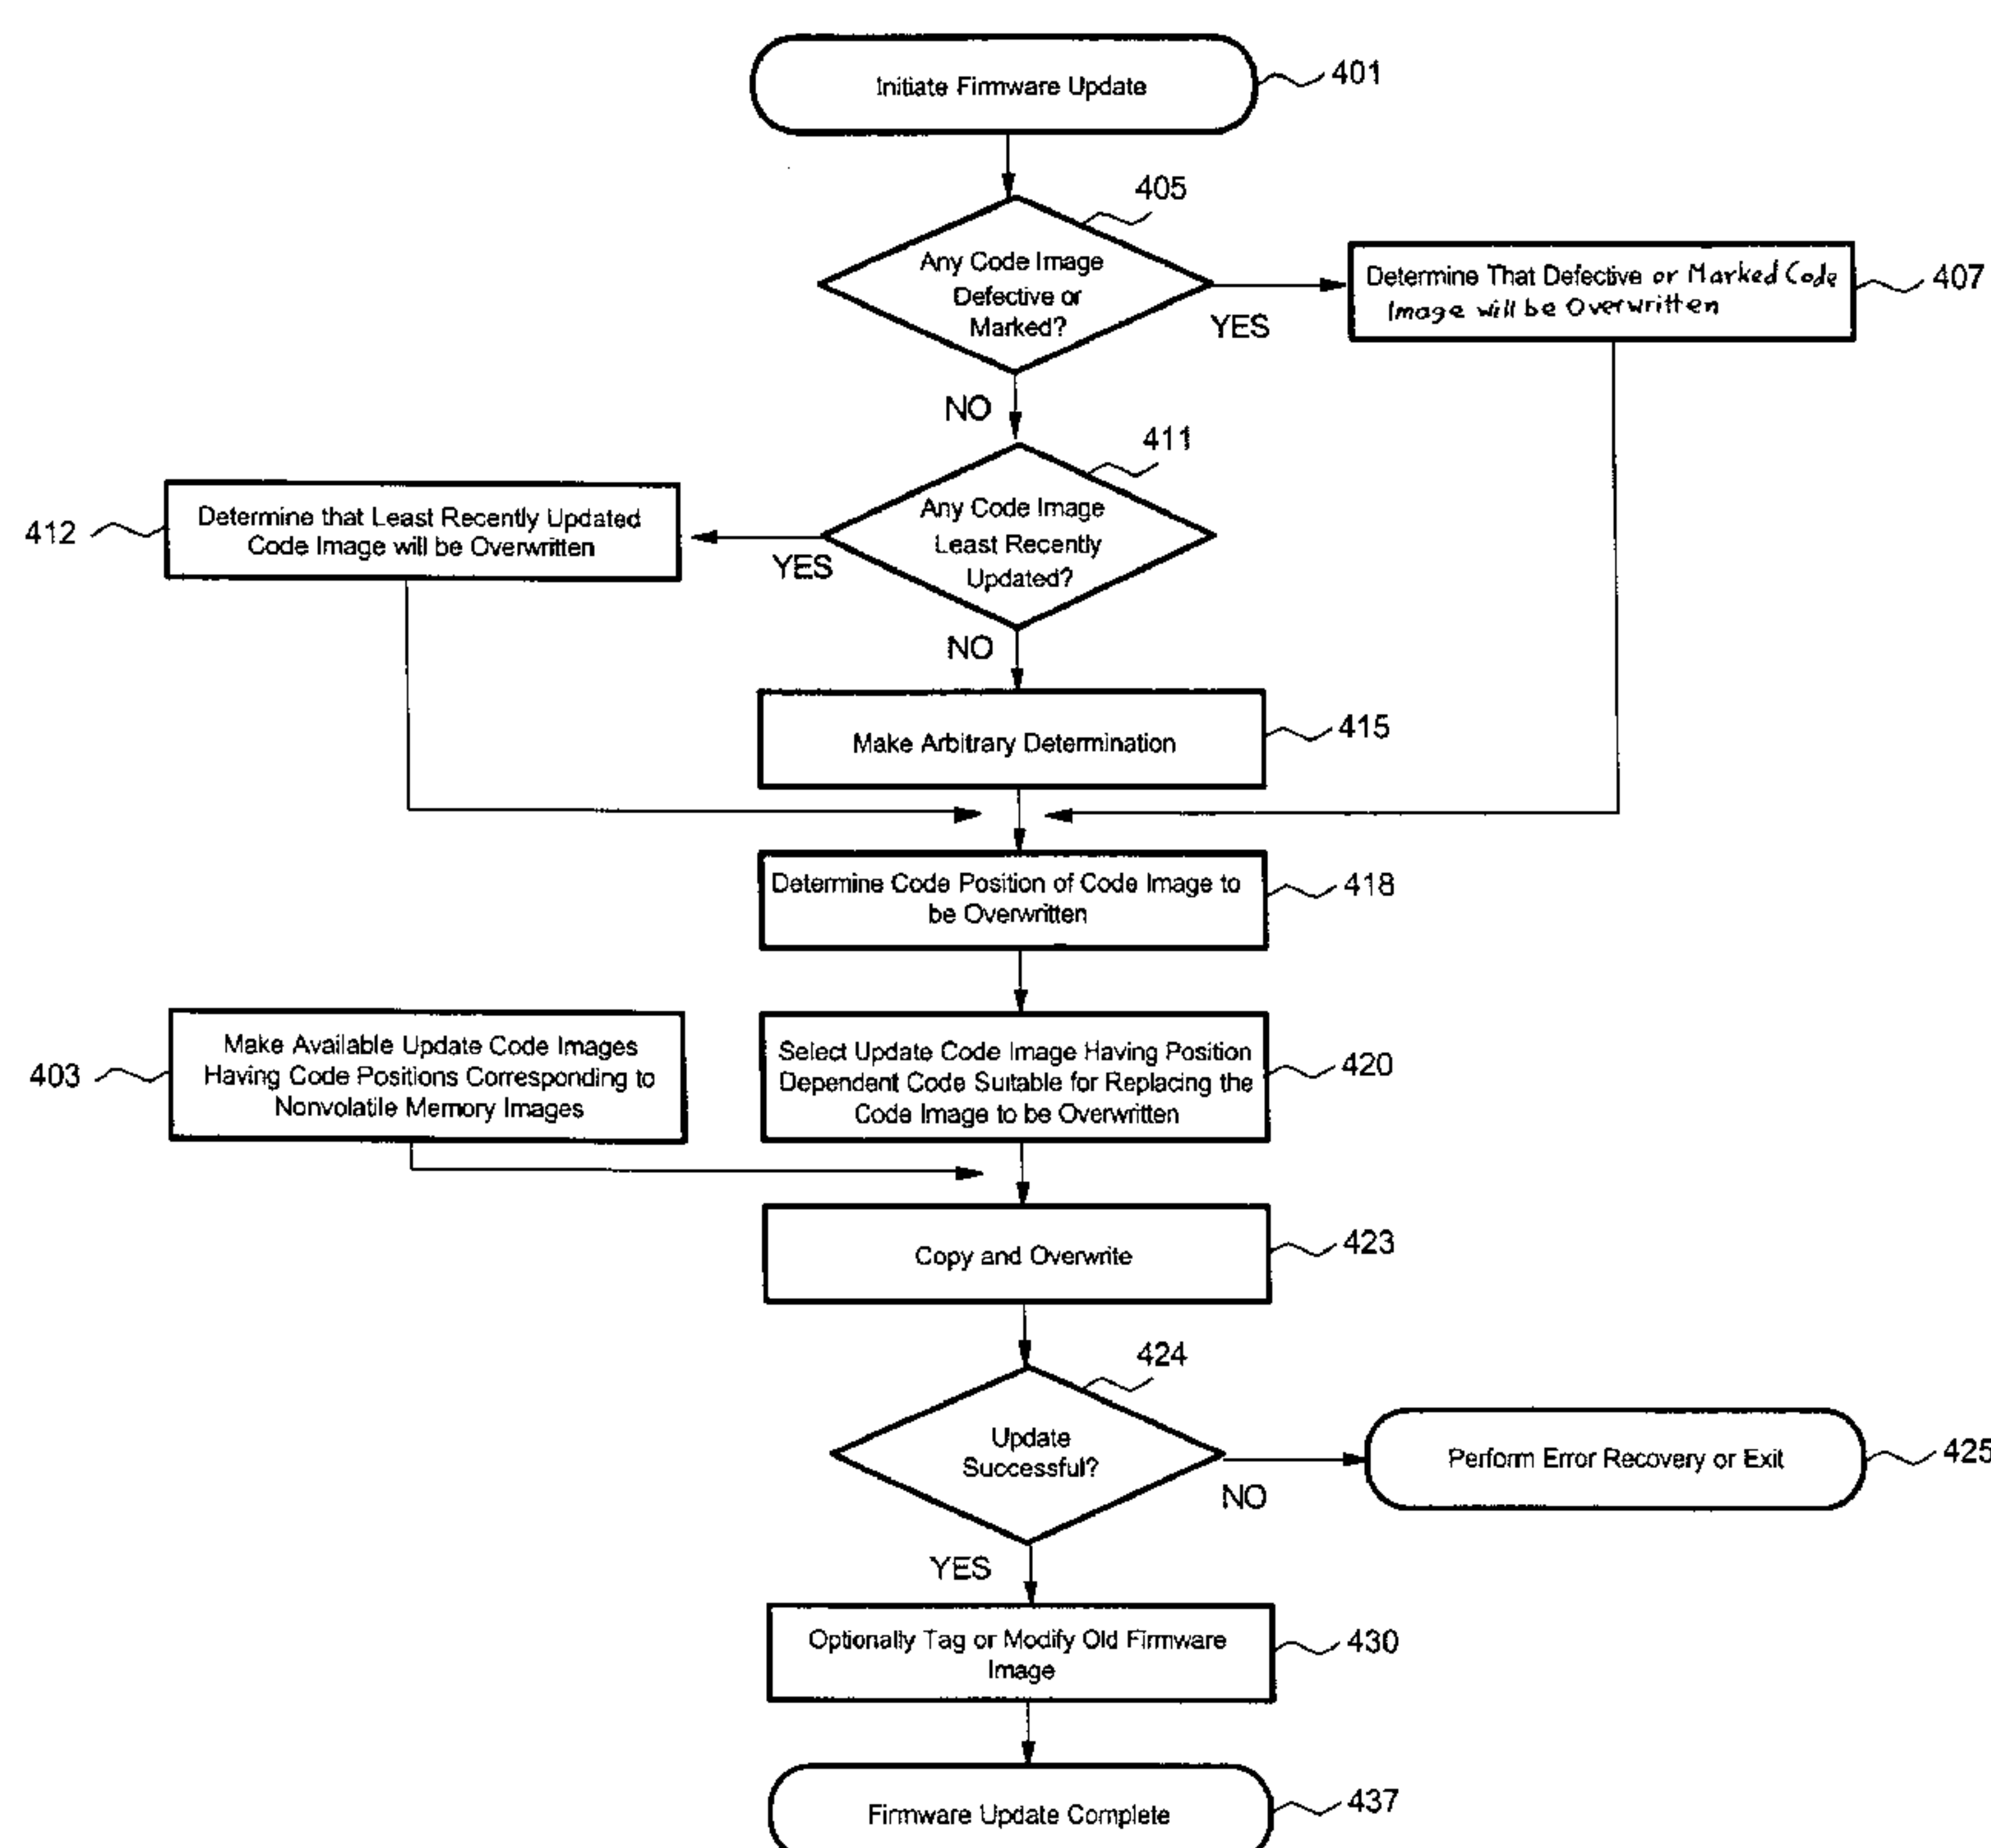 Initiate Firmware Update
401
405
Any Code Image
Defective or
Marked?
YES
NO
Determine That Defective or Marked Code
Image will be Overwritten
407
411
Any Code Image
Least Recently
Updated?
YES
NO
412
Determine that Least Recently Updated
Code Image will be Overwritten
Make Arbitrary Determination
415
Determine Code Position of Code Image to
be Overwritten
418
403
Make Available Update Code Images
Having Code Positions Corresponding to
Nonvolatile Memory Images
Select Update Code Image Having Position
Dependent Code Suitable for Replacing the
Code Image to be Overwritten
420
Copy and Overwrite
423
424
Update
Successful?
NO
YES
Perform Error Recovery or Exit
425
Optionally Tag or Modify Old Firmware
Image
430
Firmware Update Complete
437